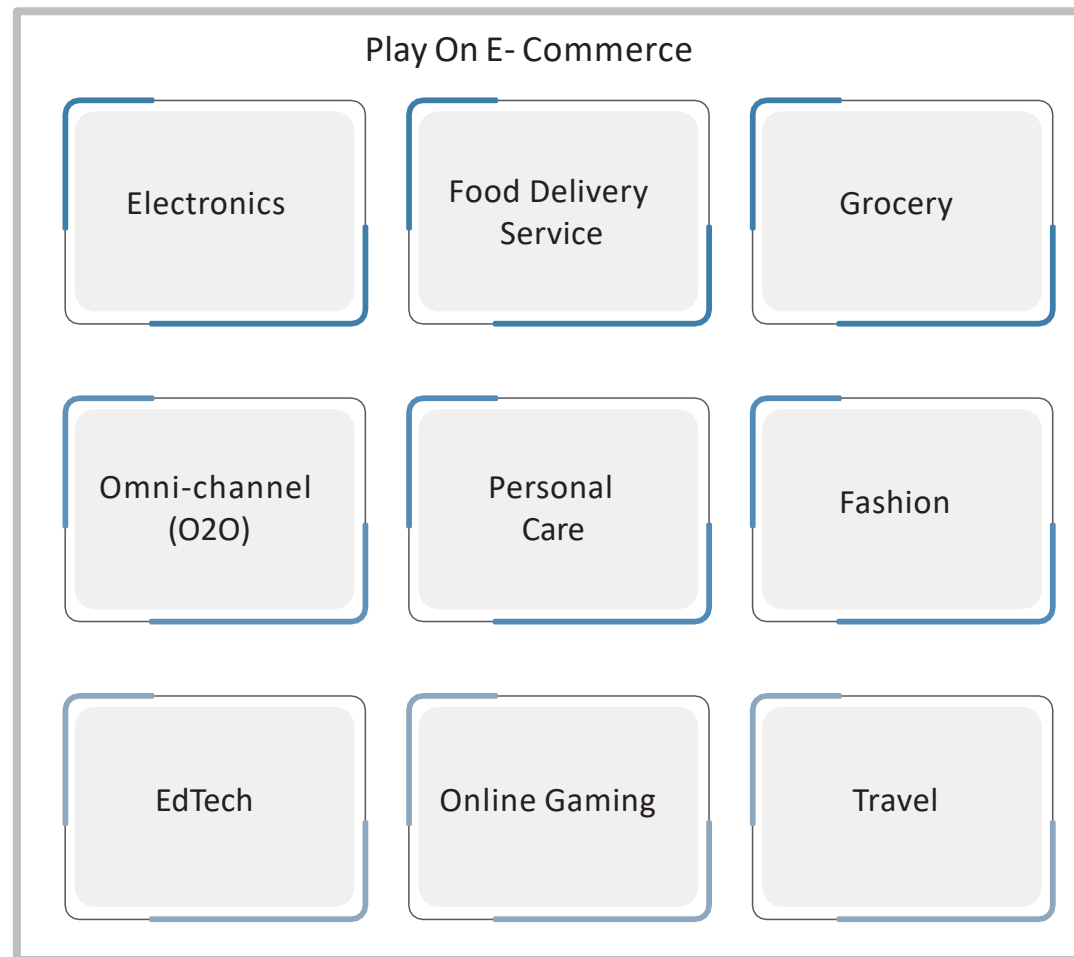 Play On E- Commerce
Electronics
Food Delivery
Service
Grocery
Omni-channel
(O2O)
Personal
Care
Fashion
EdTech
Online Gaming
Travel